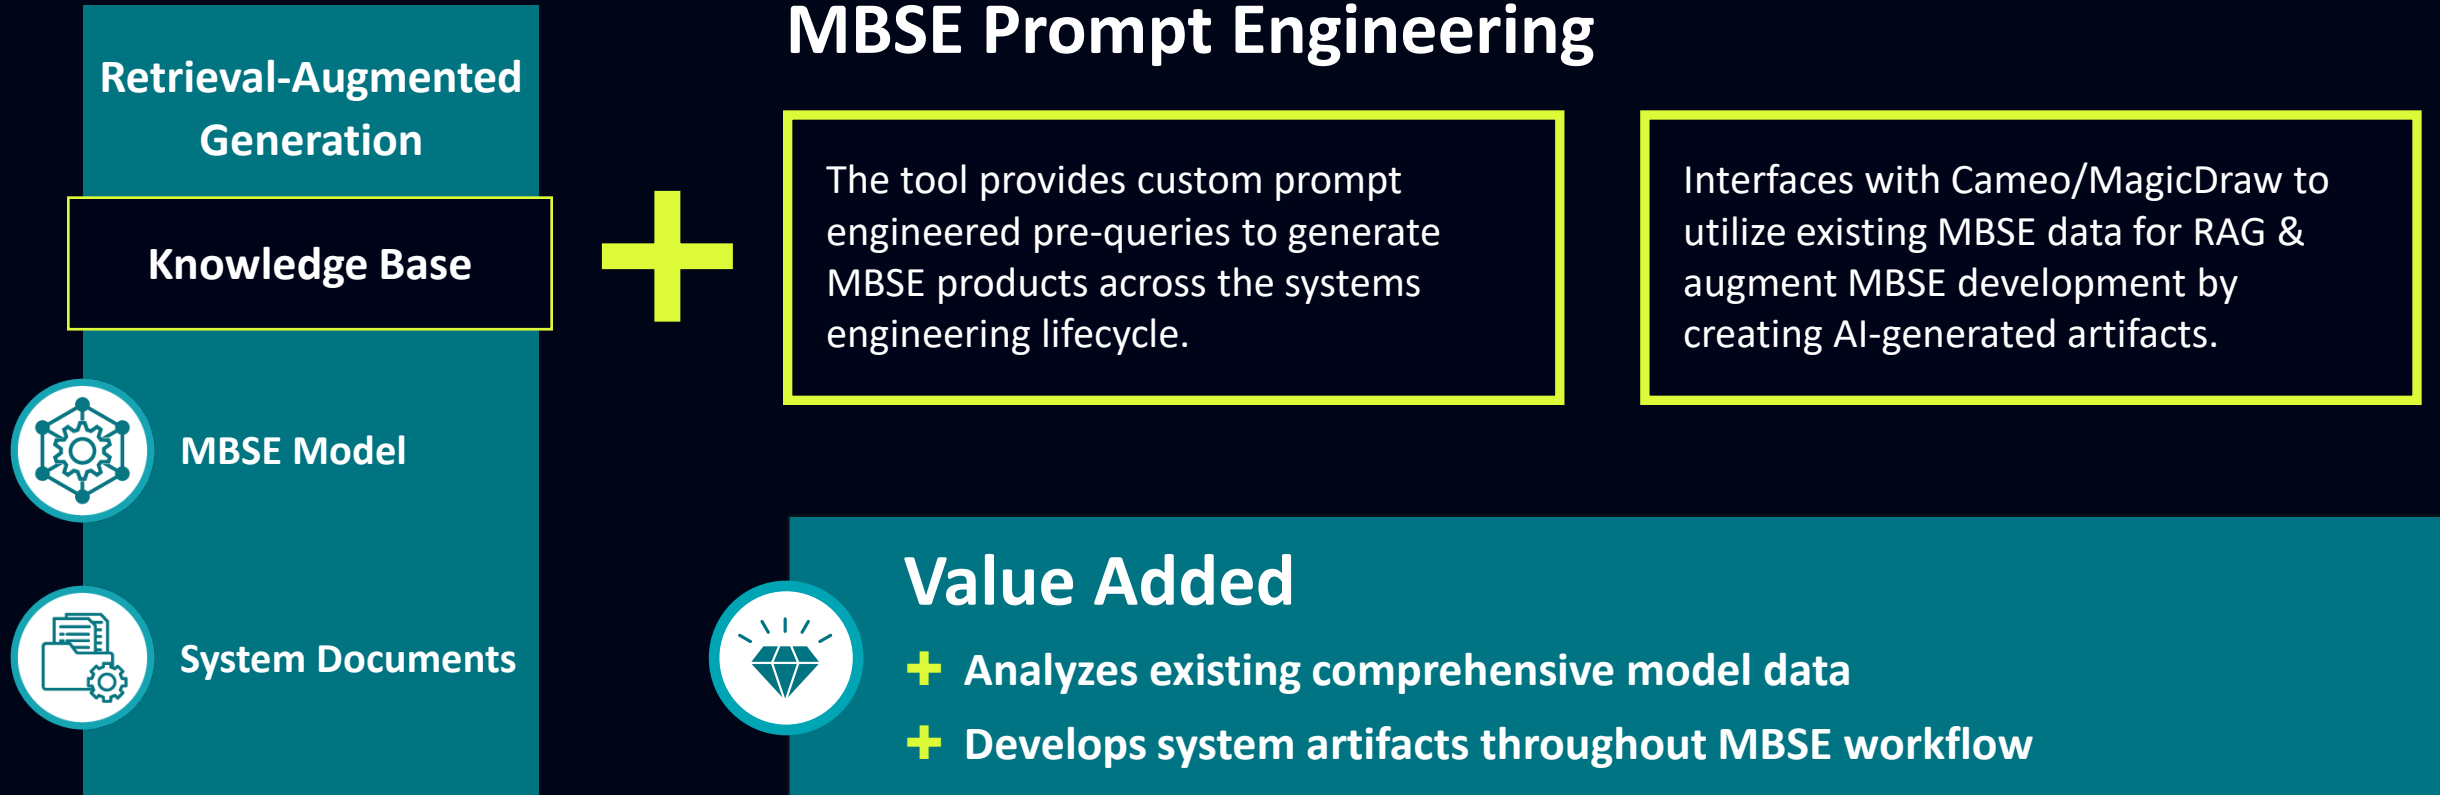 Retrieval-Augmented
Generation
Knowledge Base
MBSE Model
System Documents
MBSE Prompt Engineering
The tool provides custom prompt
engineered pre-queries to generate
MBSE products across the systems
engineering lifecycle.
Interfaces with Cameo/MagicDraw to
utilize existing MBSE data for RAG &
augment MBSE development by
creating AI-generated artifacts.
Value Added
+ Analyzes existing comprehensive model data
+ Develops system artifacts throughout MBSE workflow